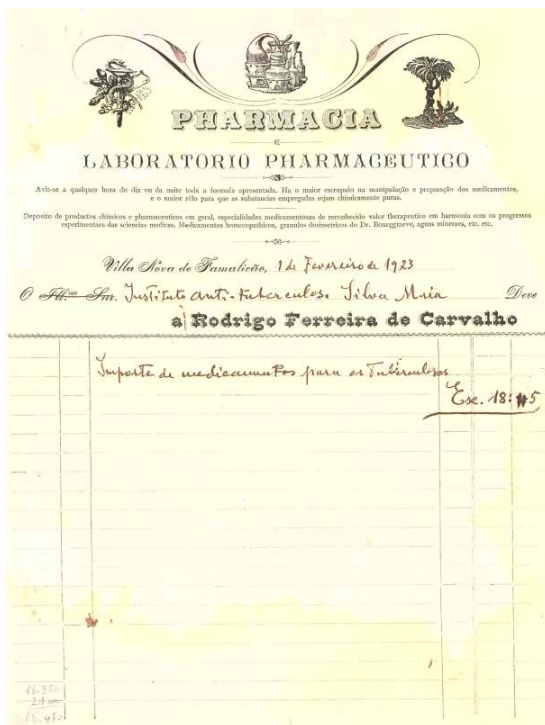 PHARMACIA
E
LABORATORIO PHARMACEUTICO
Avia-se a qualquer hora do dia ou da noite toda a formula apresentada. Ha o maior escrupulo na manipulação e preparação dos medicamentos,
e o maior zêlo para que as substancias empregadas sejam chimicamente puras.
Deposito de productos chimicos e pharmaceuticos em geral, especialidades medicamentosas de reconhecido valor therapeutico em harmonia com os progressos
experimentaes das sciencias medicas. Medicamentos homœopathicos, granulos dosimetricos do Dr. Bourggraeve, aguas mineraes, etc. etc.
Villa Nova de Famalicão, 1 de Fevereiro de 1923
O Ill.mo Snr. Instituto anti-tuberculos. Silva Maia Deve
a Rodrigo Ferreira de Carvalho
Importe de medicamentos para os Tuberculosos
Esc. 18:
16.350